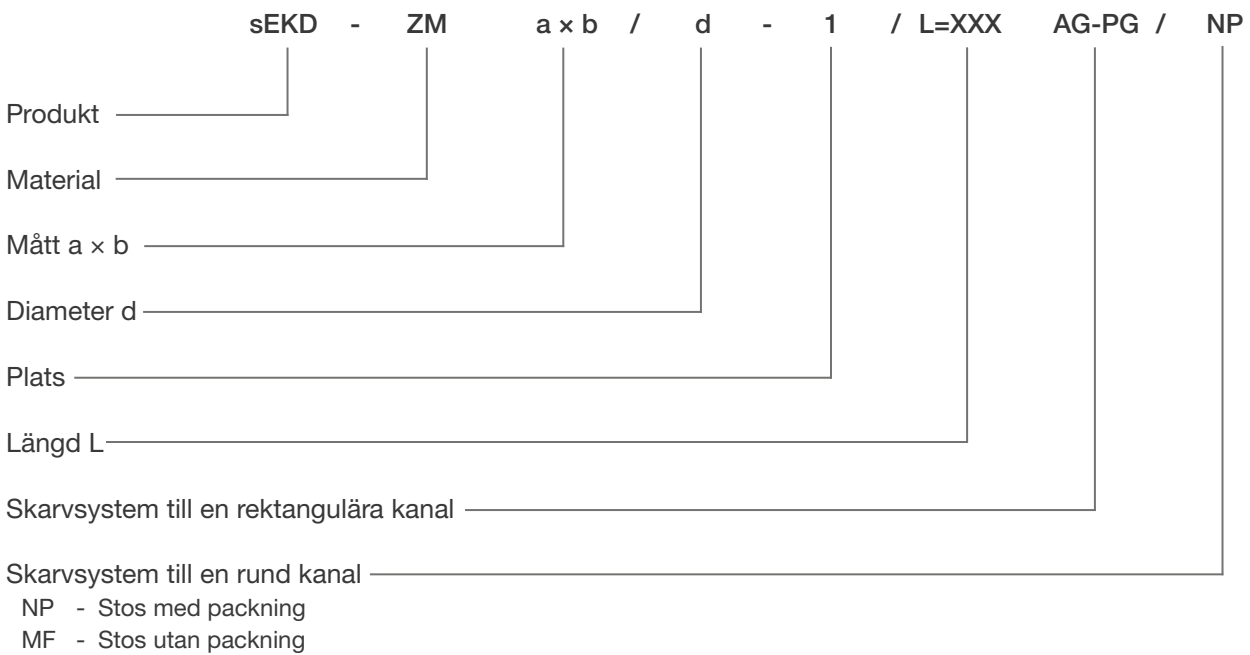 sEKD - ZM a × b / d - 1 / L=XXX AG-PG / NP
Produkt
Material
Mått a × b
Diameter d
Plats
Längd L
Skarvsystem till en rektangulära kanal
Skarvsystem till en rund kanal
NP - Stos med packning
MF - Stos utan packning